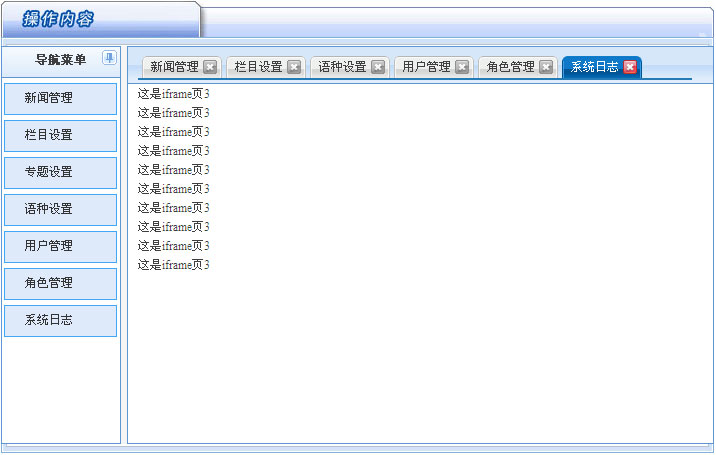 操作内容
导航菜单
新闻管理
栏目设置
专题设置
语种设置
用户管理
角色管理
系统日志
新闻管理 栏目设置 语种设置 用户管理 角色管理 系统日志
这是iframe页3
这是iframe页3
这是iframe页3
这是iframe页3
这是iframe页3
这是iframe页3
这是iframe页3
这是iframe页3
这是iframe页3
这是iframe页3